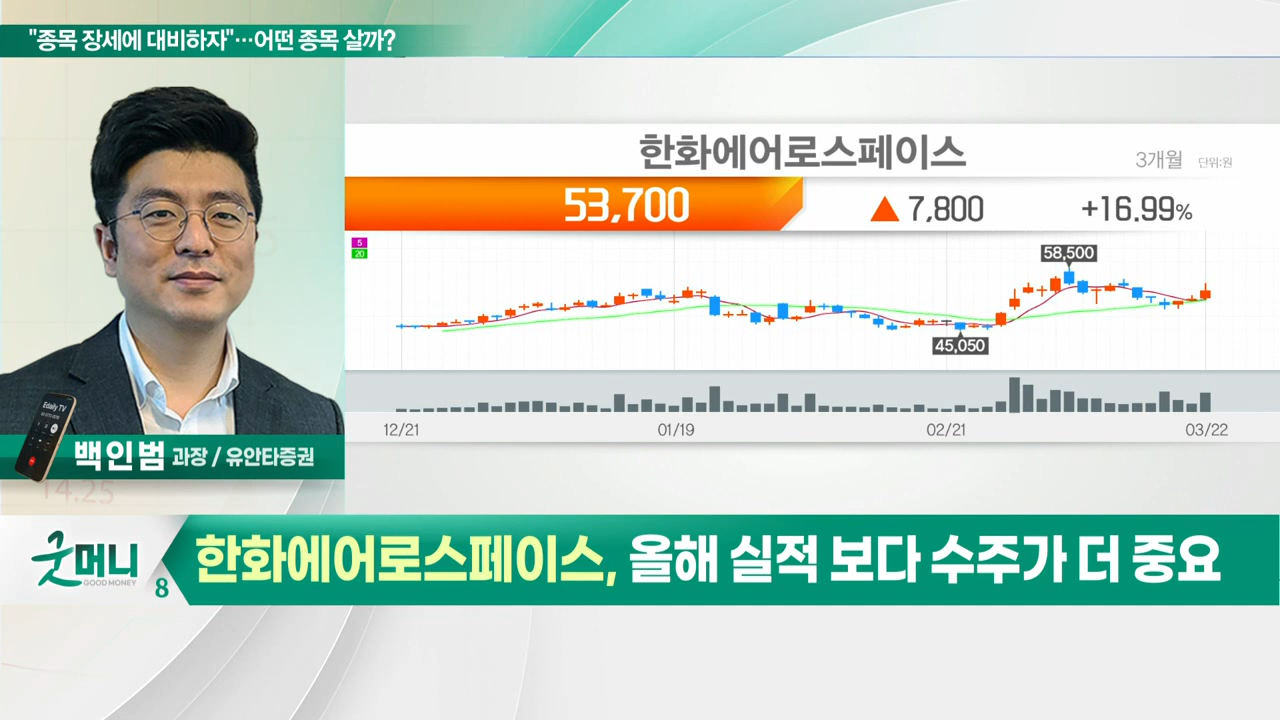 "종목 장세에 대비하자"…어떤 종목 살까?
한화에어로스페이스
3개월 단위:원
53,700 ▲ 7,800 +16.99%
5
20
58,500
45,050
12/21 01/19 02/21 03/22
Edaily TV
백인범 과장 / 유안타증권
14.25
굿머니
GOOD MONEY
8
한화에어로스페이스, 올해 실적 보다 수주가 더 중요